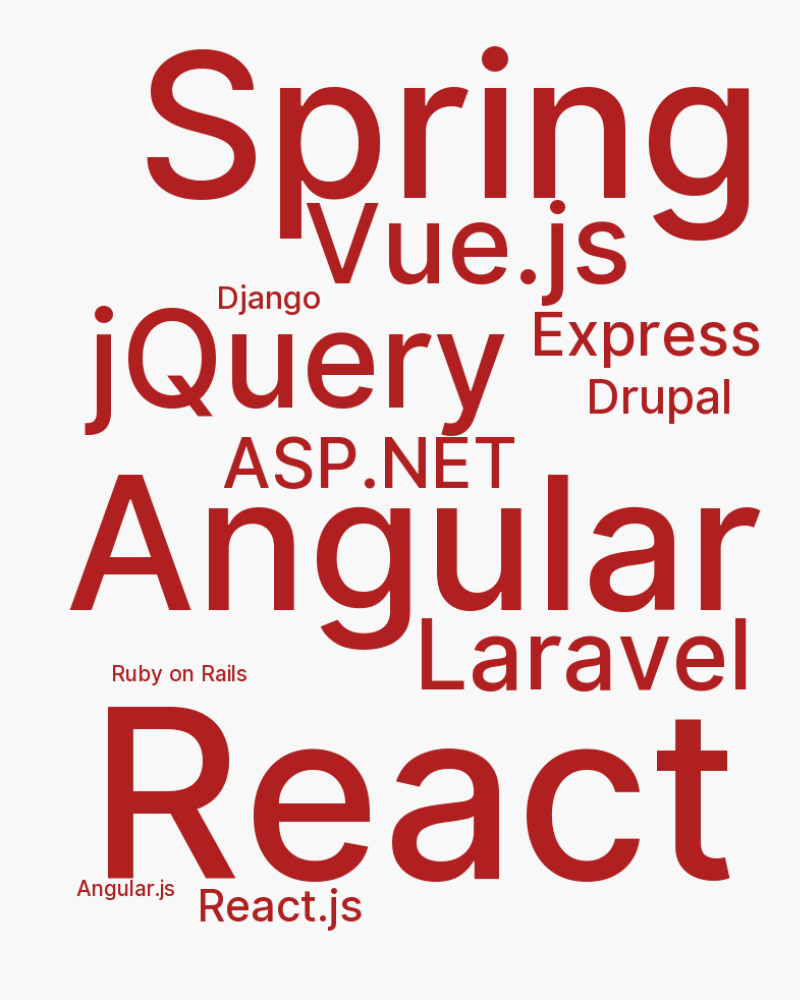 Spring
Vue.js
Django
jQuery
Express
Drupal
ASP.NET
Angular
Laravel
Ruby on Rails
React
Angular.js
React.js